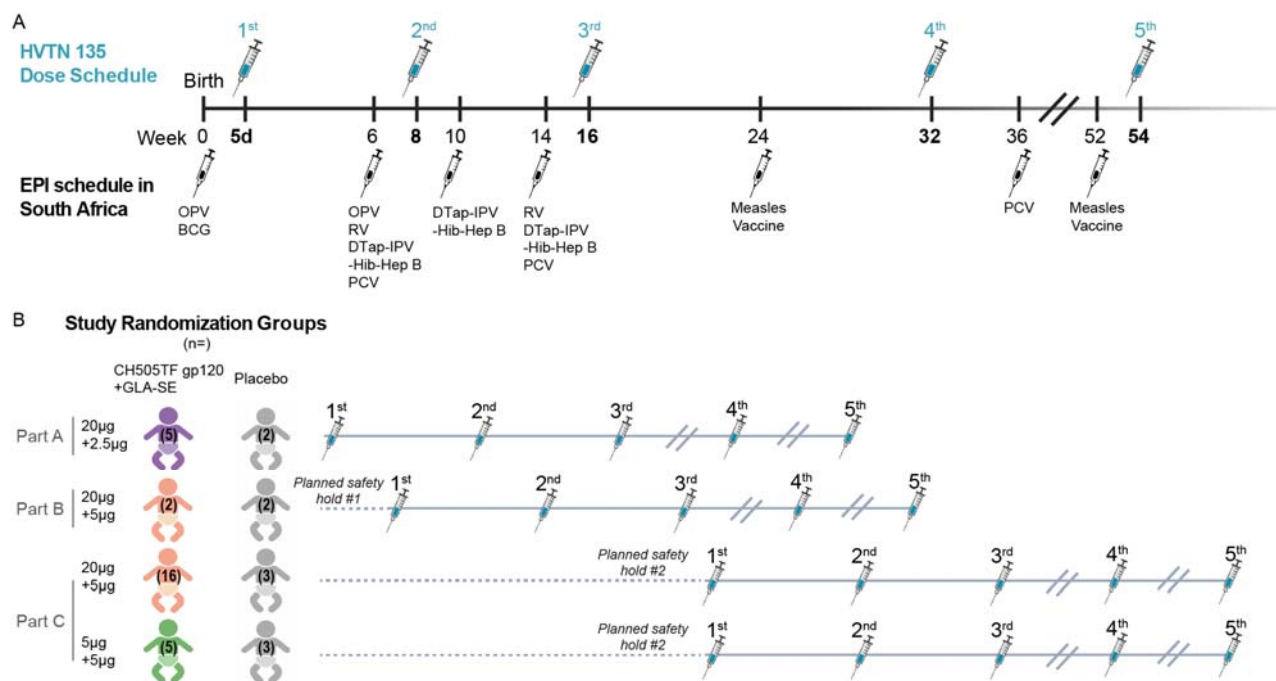 A
HVTN 135
Dose Schedule
1st 2nd 3rd 4th 5th
Birth
Week 0 5d 6 8 10 14 16 24 32 36 52 54
EPI schedule in
South Africa
OPV
BCG
OPV
RV
DTap-IPV
-Hib-Hep B
PCV
DTap-IPV
-Hib-Hep B
RV
DTap-IPV
-Hib-Hep B
PCV
Measles
Vaccine
PCV
Measles
Vaccine
B Study Randomization Groups
(n=)
CH505TF gp120
+GLA-SE
Placebo
Part A
20µg
+2.5µg
(5) (2)
1st 2nd 3rd 4th 5th
Part B
20µg
+5µg
(2) (2)
Planned safety
hold #1
1st 2nd 3rd 4th 5th
Part C
20µg
+5µg
(16) (3)
Planned safety
hold #2
1st 2nd 3rd 4th 5th
5µg
+5µg
(5) (3)
Planned safety
hold #2
1st 2nd 3rd 4th 5th